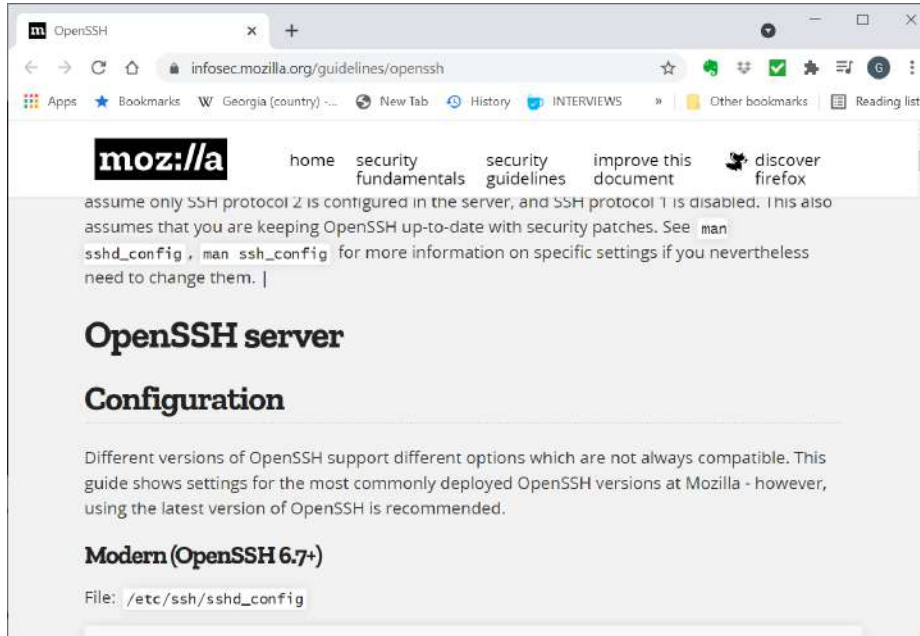 OpenSSH
infosec.mozilla.org/guidelines/openssh
G
Apps Bookmarks W Georgia (country) -... New Tab History INTERVIEWS » Other bookmarks Reading list
moz://a
home security fundamentals security guidelines improve this document discover firefox
assume only SSH protocol 2 is configured in the server, and SSH protocol 1 is disabled. This also
assumes that you are keeping OpenSSH up-to-date with security patches. See man
sshd_config, man ssh_config for more information on specific settings if you nevertheless
need to change them. |
OpenSSH server
Configuration
Different versions of OpenSSH support different options which are not always compatible. This
guide shows settings for the most commonly deployed OpenSSH versions at Mozilla - however,
using the latest version of OpenSSH is recommended.
Modern (OpenSSH 6.7+)
File: /etc/ssh/sshd_config